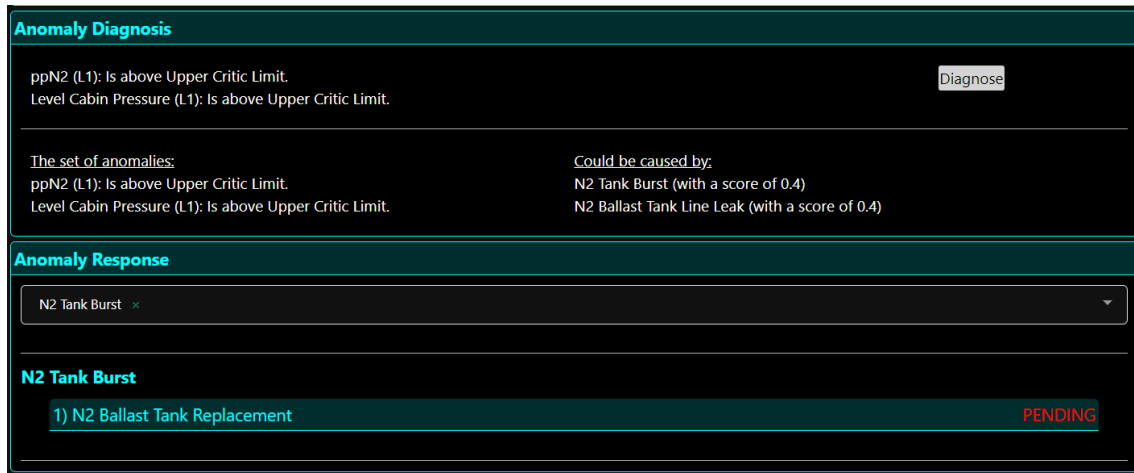 Anomaly Diagnosis
ppN2 (L1): Is above Upper Critic Limit.
Level Cabin Pressure (L1): Is above Upper Critic Limit.
Diagnose
The set of anomalies:
ppN2 (L1): Is above Upper Critic Limit.
Level Cabin Pressure (L1): Is above Upper Critic Limit.
Could be caused by:
N2 Tank Burst (with a score of 0.4)
N2 Ballast Tank Line Leak (with a score of 0.4)
Anomaly Response
N2 Tank Burst ×
N2 Tank Burst
1) N2 Ballast Tank Replacement PENDING